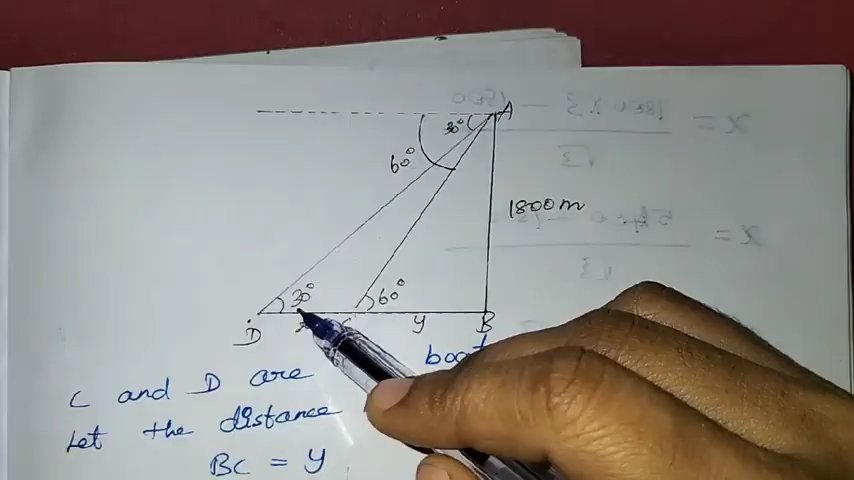 A
30°
60°
1800m
30°
60°
D
y
B
boat
C and D are
Let the distance
BC = y